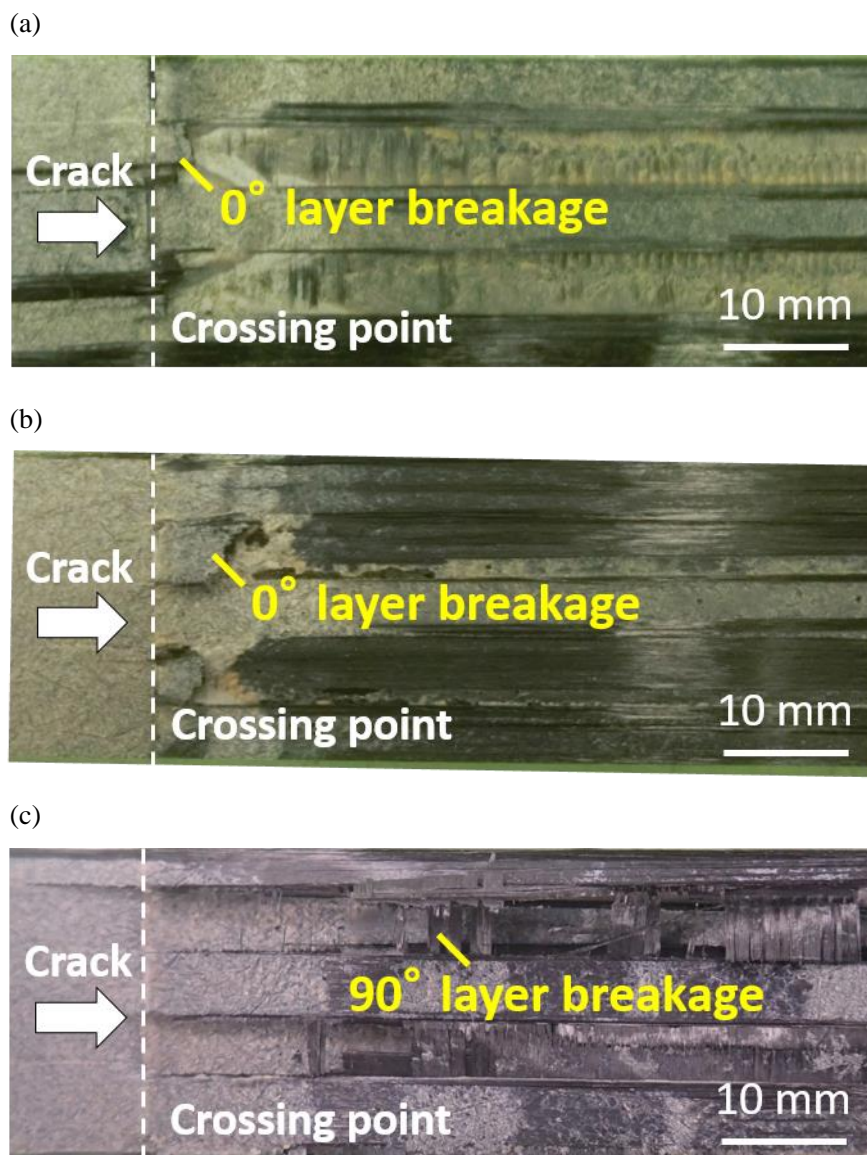 (a)
Crack
0° layer breakage
Crossing point
10 mm
(b)
Crack
0° layer breakage
Crossing point
10 mm
(c)
Crack
90° layer breakage
Crossing point
10 mm